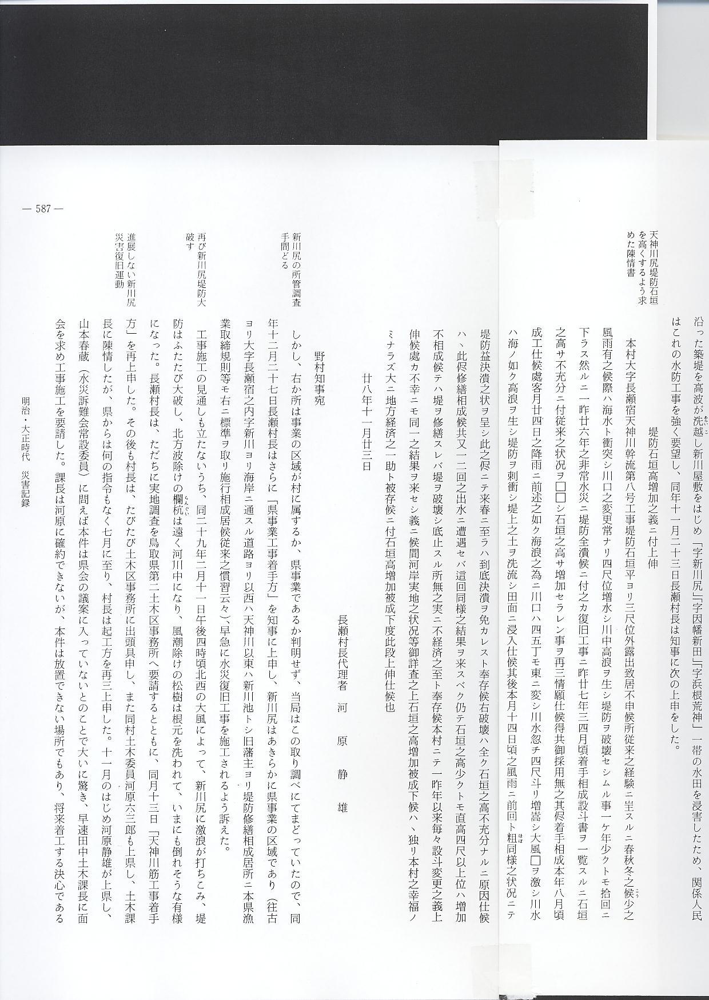 沿った築堤を高波が洗越し新川屋敷をはじめ「字新川尻」「字因幡新田」「字浜根荒神」一帯の水田を浸害したため、関係人民
はこれの水防工事を強く要望し、同年十一月二十三日長瀬村長は知事に次の上申をした。
天神川尻堤防石垣
を高くするよう求
めた陳情書
堤防石垣高増加之義ニ付上伸
本村大字長瀬宿天神川幹流第八号工事堤防石垣平ヨリ三尺位外露出致居不申候所従来之経験ニ㞷スルニ春秋冬之候少之
風雨有之候際ハ海水ト衝突シ川口之変更常ナリ四尺位増水シ川中高浪ヲ生シ堤防ヲ破壊セシムル事一ケ年少クトモ拾回ニ
下ラス然ルニ一昨廿六年之非常水災ニ堤防全潰候ニ付之カ復旧工事ニ昨廿七年三四月頃着手相成設斗書ヲ一覧スルニ石垣
之高サ不充分ニ付従来之状況ヲ□□シ石垣之高サ増加セラレン事ヲ再三情願仕候得共御採用無之其侭着手相成本年八月頃
成工仕候處客月廿四日之降雨ニ前述之如ク海浪之為ニ川口ハ四五丁モ東ニ変シ川水忽チ四尺斗リ増嵩シ大風□ヲ激シ川水
ハ海ノ如ク高浪ヲ生シ堤防ヲ刺衝シ堤上之土ヲ洗流シ田面ニ浸入仕候其後本月十四日頃之風雨ニ前回ト粗同様之状況ニテ
堤防益決潰之状ヲ呈シ此之侭ニテ来春ニ至ラハ到底決潰ヲ免カレスト奉存候右破壊ハ全ク石垣之高不充分ナルニ原因仕候
ハヽ此侭修繕相成候共又一二回之出水ニ遭遇セバ這回同様之結果ヲ来スベク仍テ石垣之高少クトモ直高四尺以上位ハ増加
不相成候テハ堤ヲ修繕スレバ堤ヲ破壊シ底止スル所無之実ニ不経済之至ト奉存候本村ニテ一昨年以来毎々設斗変更之義上
伸候處カ不幸ニモ同一之結果ヲ来セシ義ニ候間河岸実地之状況等御詳査之上石垣之高増加被成下候ハヽ独リ本村之幸福ノ
ミナラズ大ニ地方経済之一助ト被存候ニ付石垣高増加被成下度此段上伸仕候也
廿八年十一月廿三日
長瀬村長代理者　河　原　静　雄
野村知事宛
新川尻の所管調査
手間どる
しかし、右か所は事業の区域が村に属するか、県事業であるか判明せず、当局はこの取り調べにてまどっていたので、同
年十二月二十七日長瀬村長はさらに「県事業工事着手方」を知事に上申し、新川尻はあきらかに県事業の区域であり（往古
ヨリ大字長瀬宿之内字新川ヨリ海岸ニ通スル道路ヨリ以西ハ天神川以東ハ新川池トシ旧藩主ヨリ堤防修繕相成居所ニ本県漁
業取締規則等モ右ニ標準ヲ取リ施行相成居候従来之慣習云々）、早急に水災復旧工事を施工されるよう訴えた。
再び新川尻堤防大
破す
工事施工の見通しも立たないうち、同二十九年二月十一日午後四時頃北西の大風によって、新川尻に激浪が打ちこみ、堤
防はふたたび大破し、北方波除けの欄杭は遠く河川中になり、風潮除けの松樹は根元を洗われて、いまにも倒れそうな有様
になった。長瀬村長は、ただちに実地調査を鳥取県第二土木区事務所へ要請するとともに、同月十三日「天神川筋工事着手
進展しない新川尻
災害復旧運動
方」を再上申した。その後も村長は、たびたび土木区事務所に出頭具申し、また同村土木委員河原六三郎も上県し、土木課
長に陳情したが、県からは何の指令もなく七月に至り、村長は起工方を再三上申した。十一月のはじめ河原静雄が上県し、
山本春蔵（水災訴難会常設委員）に問えば本件は県会の議案に入っていないとのことで大いに驚き、早速田中土木課長に面
会を求め工事施工を要請した。課長は河原に確約できないが、本件は放置できない場所でもあり、将来着工する決心である
明治・大正時代　災害記録
— 587 —